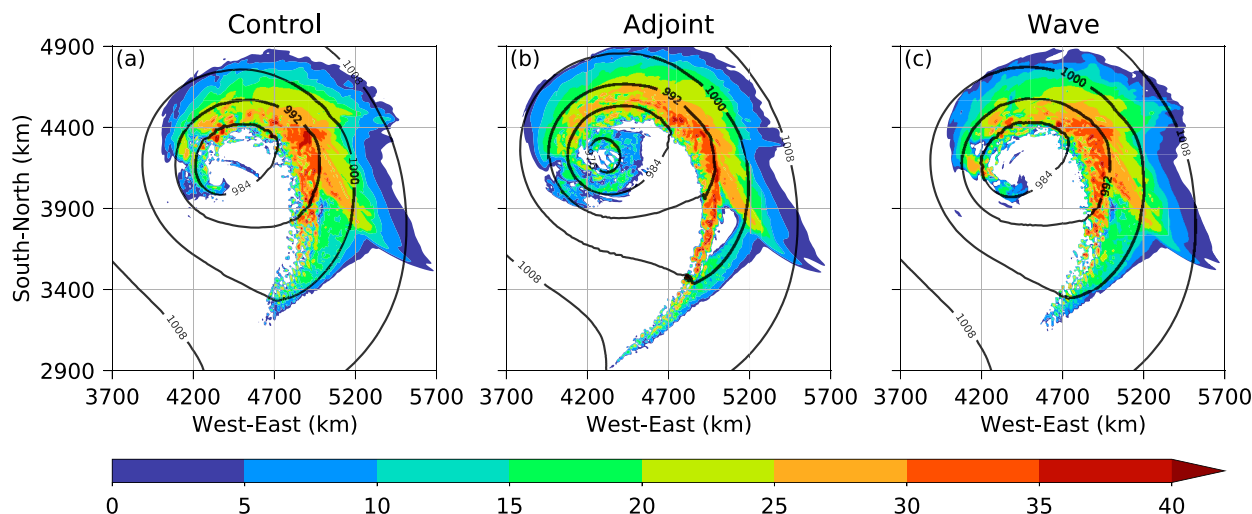 Control Adjoint Wave
4900
4400
3900
3400
2900
South-North (km)
(a) 1008 992 1000 984 1008
(b) 1000 992 976 984 1008 1008
(c) 1000 992 984 1008 1008
3700 4200 4700 5200 5700
3700 4200 4700 5200 5700
3700 4200 4700 5200 5700
West-East (km) West-East (km) West-East (km)
0 5 10 15 20 25 30 35 40